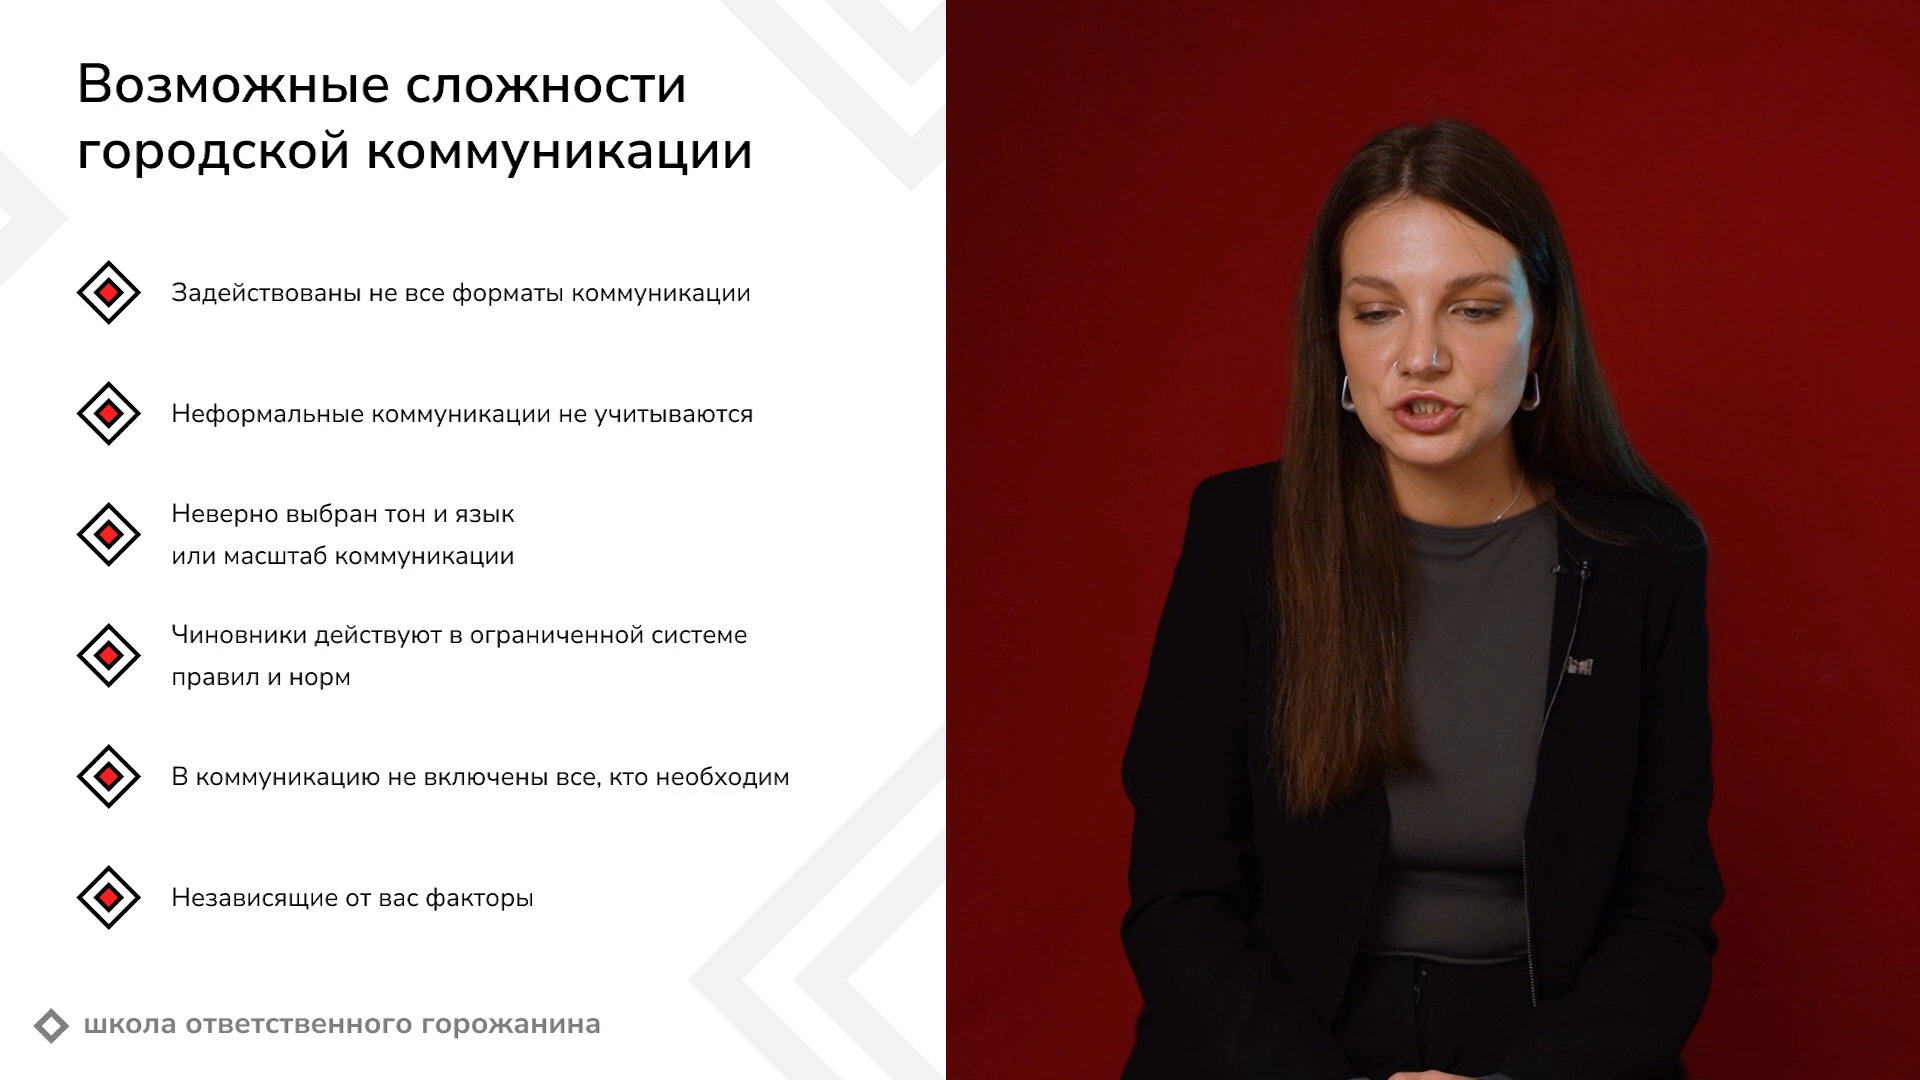 Возможные сложности
городской коммуникации
Задействованы не все форматы коммуникации
Неформальные коммуникации не учитываются
Неверно выбран тон и язык
или масштаб коммуникации
Чиновники действуют в ограниченной системе
правил и норм
В коммуникацию не включены все, кто необходим
Независящие от вас факторы
школа ответственного горожанина